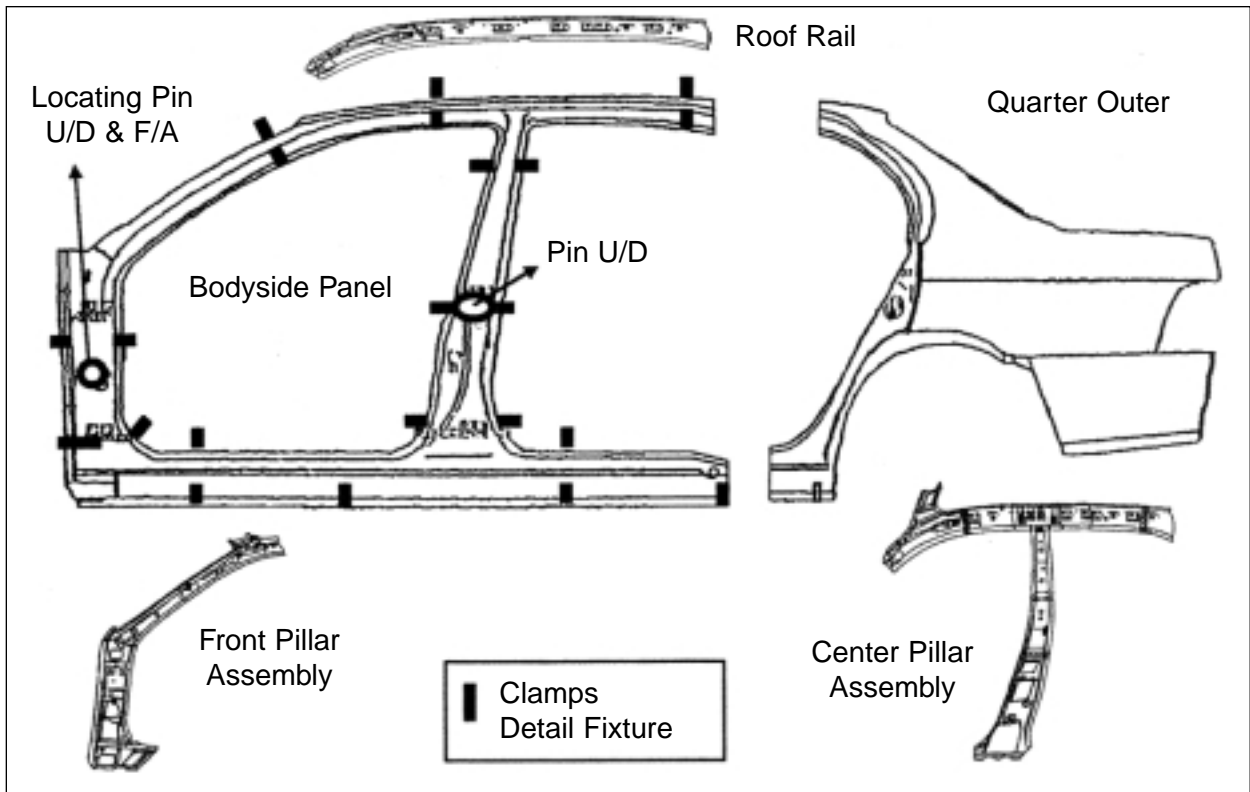 Roof Rail
Locating Pin
U/D & F/A
Quarter Outer
Pin U/D
Bodyside Panel
Front Pillar
Assembly
Center Pillar
Assembly
Clamps
Detail Fixture